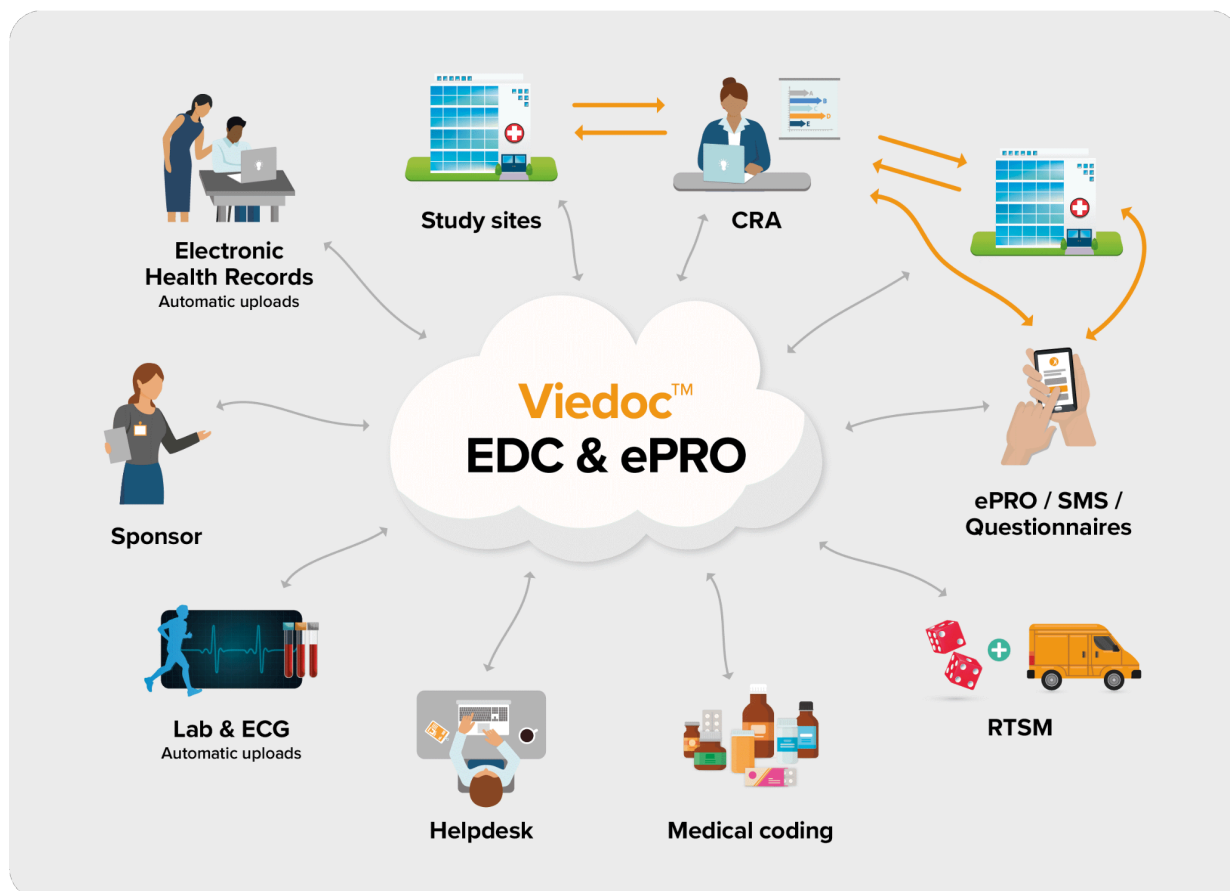 A
B
C
D
E
Study sites
CRA
Electronic
Health Records
Automatic uploads
Viedoc™
EDC & ePRO
Sponsor
ePRO / SMS /
Questionnaires
Lab & ECG
Automatic uploads
RTSM
Helpdesk
Medical coding